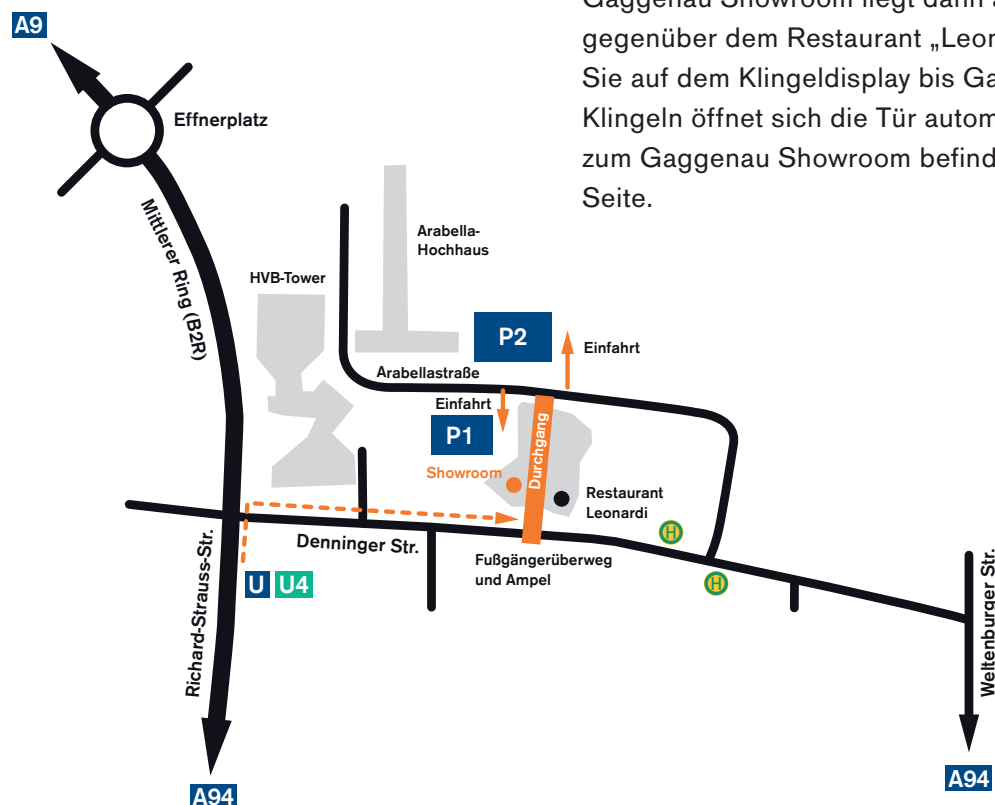 Gaggenau Showroom liegt dann
gegenüber dem Restaurant „Leon
Sie auf dem Klingeldisplay bis Ga
Klingeln öffnet sich die Tür autom
zum Gaggenau Showroom befind
Seite.
A9
Effnerplatz
Mittlerer Ring (B2R)
Arabella-
Hochhaus
HVB-Tower
P2
Einfahrt
Arabellastraße
Einfahrt
P1
Durchgang
Showroom
Restaurant
Leonardi
H
Denninger Str.
Fußgängerüberweg
und Ampel
H
U U4
Richard-Strauss-Str.
Weltenburger Str.
A94
A94